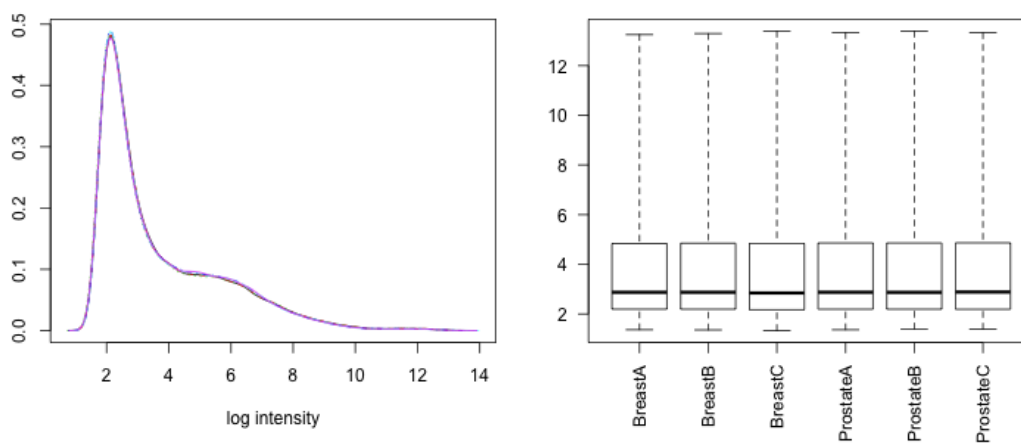 0.5
0.4
0.3
0.2
0.1
0.0
2 4 6 8 10 12 14
log intensity
12
10
8
6
4
2
BreastA
BreastB
BreastC
ProstateA
ProstateB
ProstateC